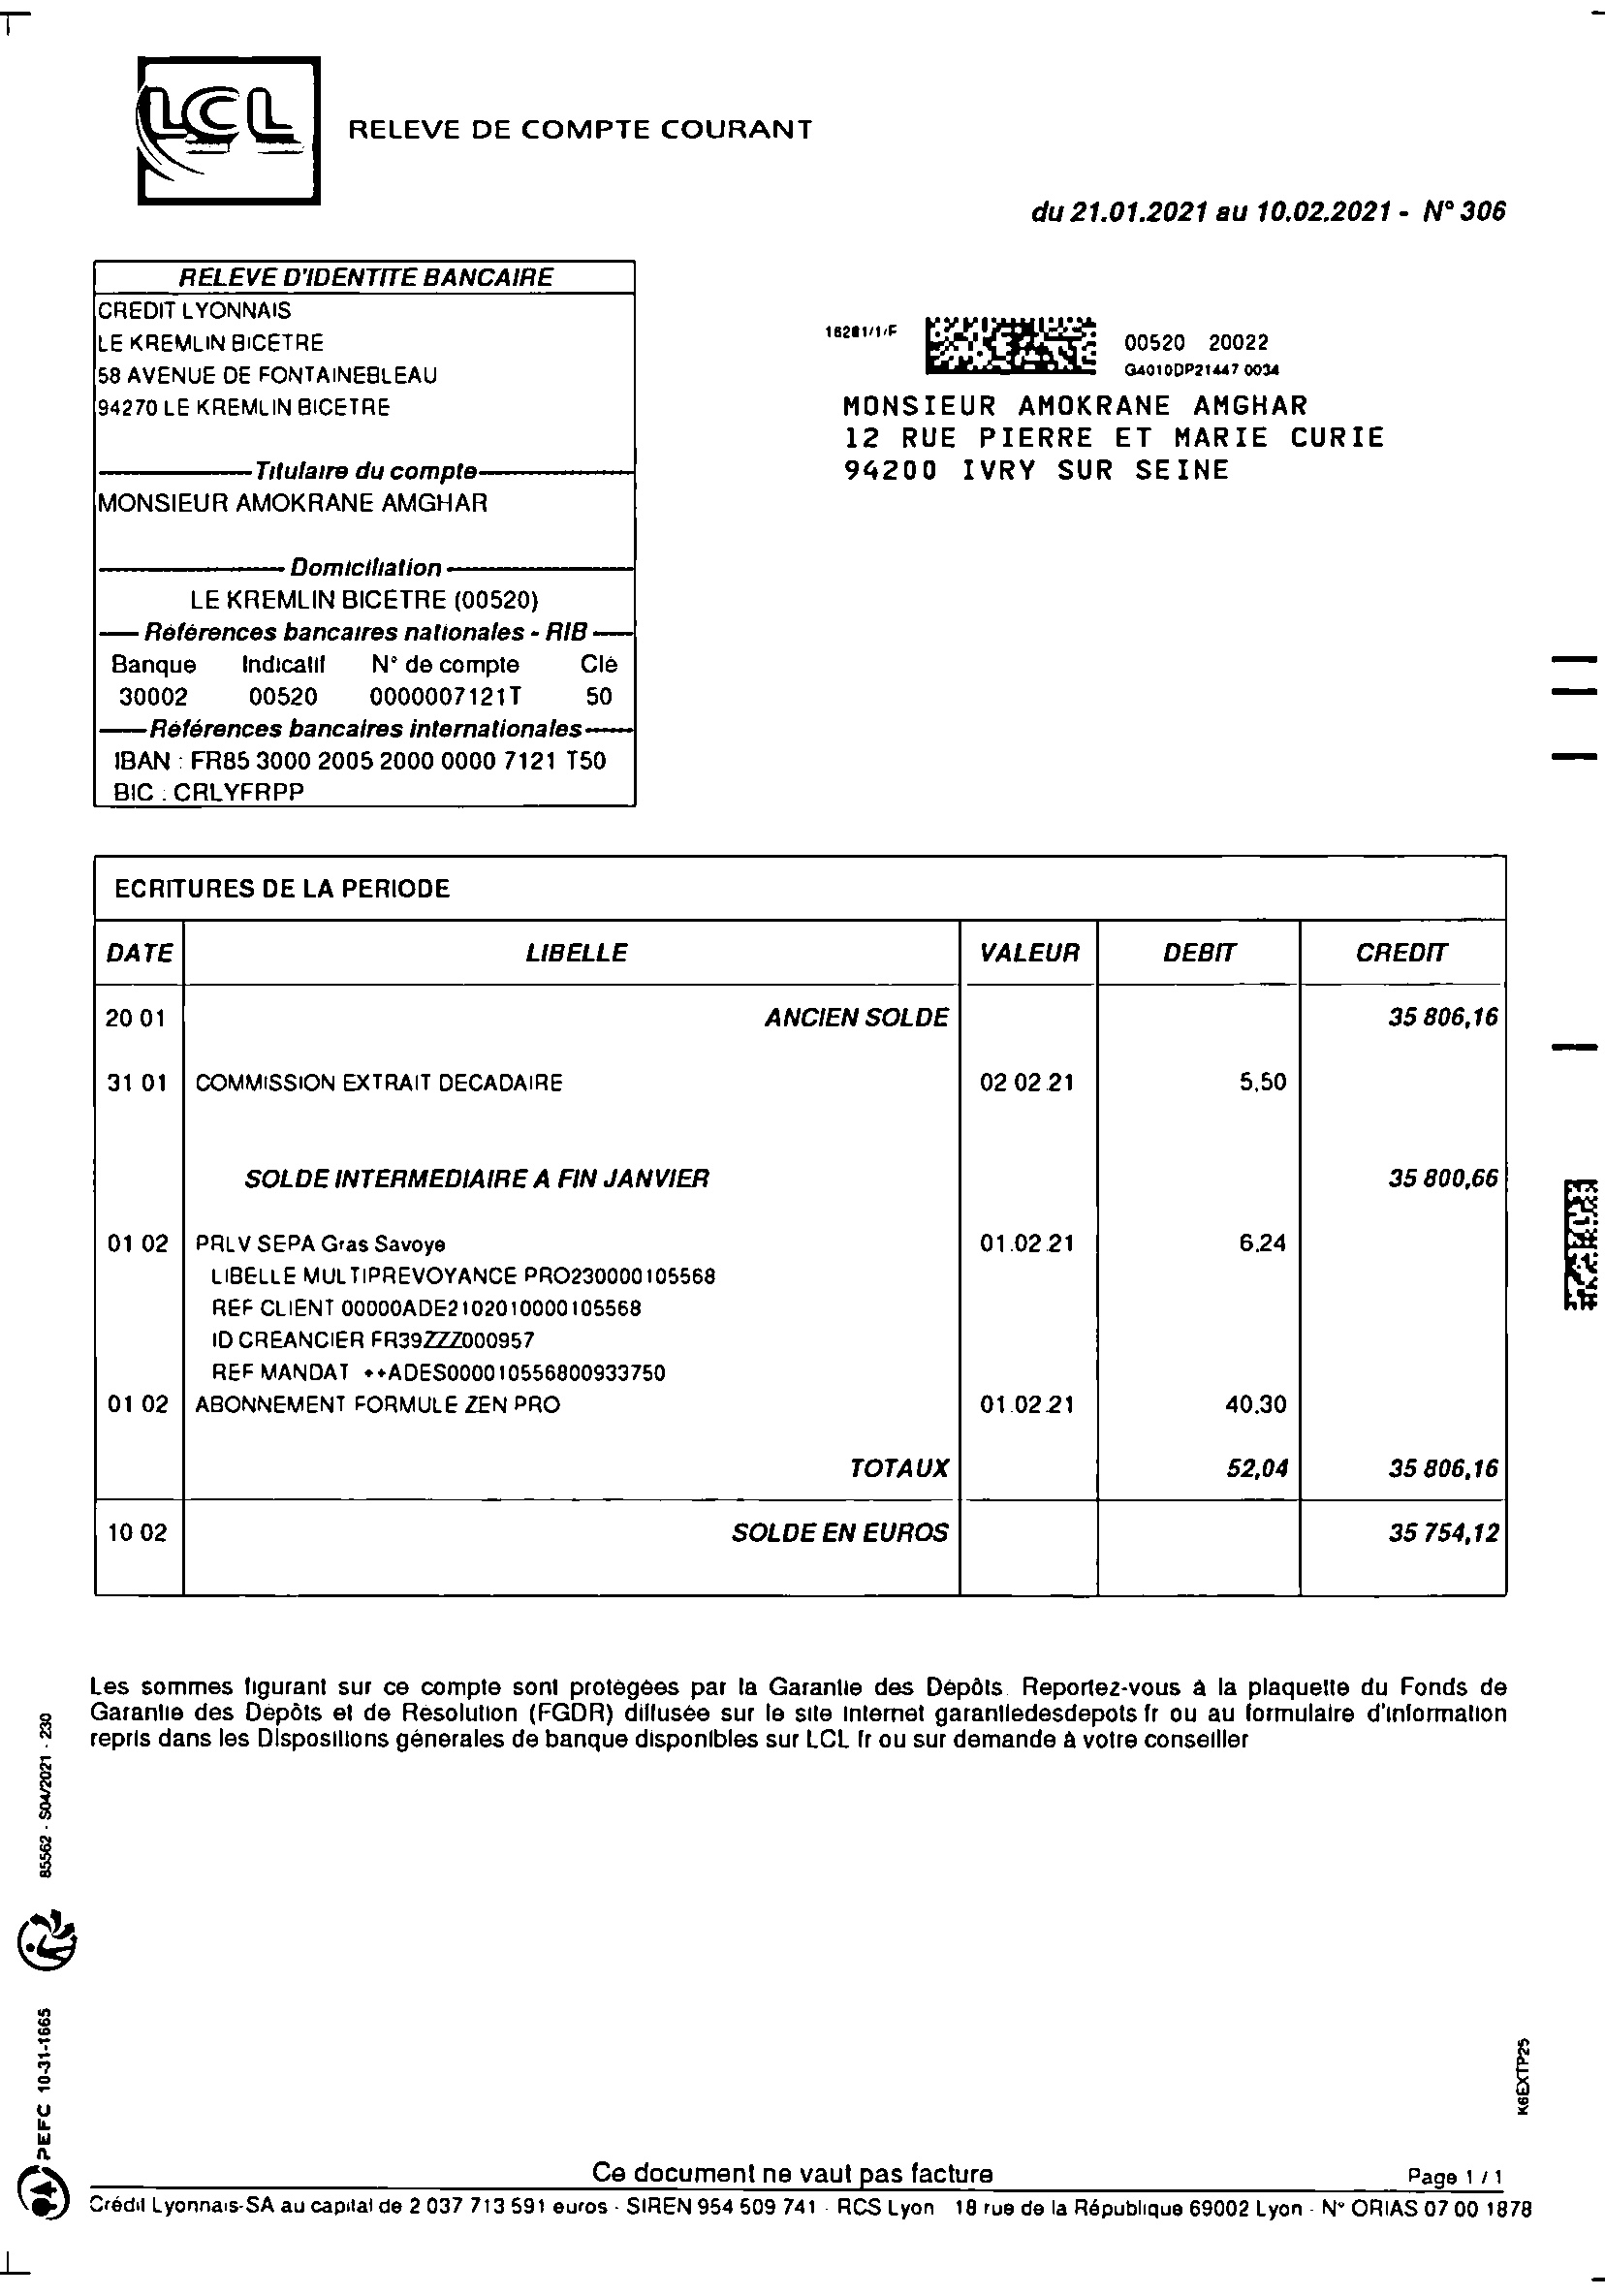 LCL
RELEVE DE COMPTE COURANT
du 21.01.2021 au 10.02.2021 - N° 306
RELEVE D'IDENTITE BANCAIRE
CREDIT LYONNAIS
LE KREMLIN BICETRE
58 AVENUE DE FONTAINEBLEAU
94270 LE KREMLIN BICETRE
Titulaire du compte
MONSIEUR AMOKRANE AMGHAR
Domiciliation
LE KREMLIN BICETRE (00520)
Références bancaires nationales - RIB
Banque Indicatif N° de compte Clé
30002 00520 0000007121T 50
Références bancaires internationales
IBAN : FR85 3000 2005 2000 0000 7121 T50
BIC : CRLYFRPP
16281/1/F
00520 20022
G4010DP21447 0034
MONSIEUR AMOKRANE AMGHAR
12 RUE PIERRE ET MARIE CURIE
94200 IVRY SUR SEINE
ECRITURES DE LA PERIODE
DATE LIBELLE VALEUR DEBIT CREDIT
20 01 ANCIEN SOLDE 35 806,16
31 01 COMMISSION EXTRAIT DECADAIRE 02 02.21 5,50
SOLDE INTERMEDIAIRE A FIN JANVIER 35 800,66
01 02 PRLV SEPA Gras Savoye 01.02.21 6,24
LIBELLE MULTIPREVOYANCE PRO230000105568
REF CLIENT 00000ADE2102010000105568
ID CREANCIER FR39ZZZ000957
REF MANDAT ++ADES000010556800933750
01 02 ABONNEMENT FORMULE ZEN PRO 01.02.21 40,30
TOTAUX 52,04 35 806,16
10 02 SOLDE EN EUROS 35 754,12
Les sommes figurant sur ce compte sont protégées par la Garantie des Dépôts. Reportez-vous à la plaquette du Fonds de
Garantie des Dépôts et de Résolution (FGDR) diffusée sur le site internet garantiedesdepots fr ou au formulaire d'information
repris dans les Dispositions génerales de banque disponibles sur LCL fr ou sur demande à votre conseiller
85562 - S04/2021 - 230
PEFC 10-31-1665
K6EXTP25
Ce document ne vaut pas facture
Page 1 / 1
Crédit Lyonnais-SA au capital de 2 037 713 591 euros - SIREN 954 509 741 - RCS Lyon 18 rue de la République 69002 Lyon - N° ORIAS 07 00 1878